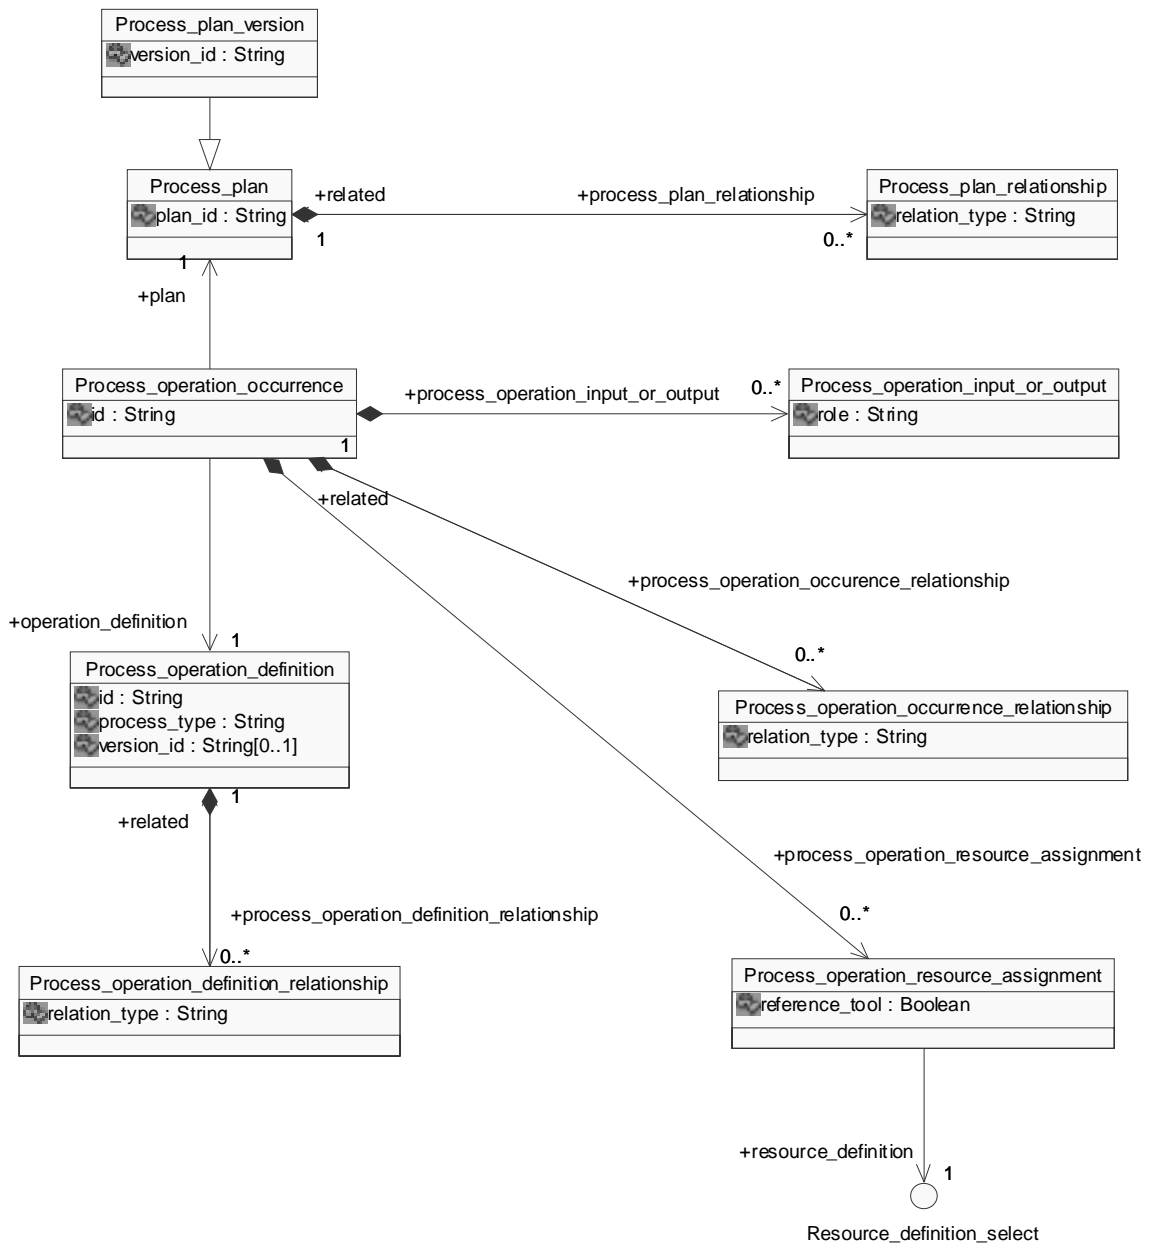 Process_plan_version
version_id : String
Process_plan
plan_id : String
+related
1
+process_plan_relationship
0..*
Process_plan_relationship
relation_type : String
1
+plan
Process_operation_occurrence
id : String
1
+process_operation_input_or_output
0..*
Process_operation_input_or_output
role : String
+related
+process_operation_occurence_relationship
0..*
+operation_definition
1
Process_operation_definition
id : String
process_type : String
version_id : String[0..1]
Process_operation_occurrence_relationship
relation_type : String
1
+related
+process_operation_resource_assignment
0..*
+process_operation_definition_relationship
0..*
Process_operation_definition_relationship
relation_type : String
Process_operation_resource_assignment
reference_tool : Boolean
+resource_definition
1
Resource_definition_select